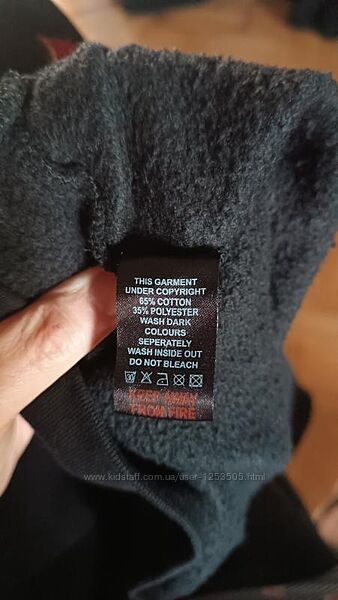 THIS GARMENT
UNDER COPYRIGHT
65% COTTON
35% POLYESTER
WASH DARK
COLOURS
SEPERATELY
WASH INSIDE OUT
DO NOT BLEACH
KEEP AWAY
FROM FIRE
www.kidstaff.com.ua/user-1253505.html